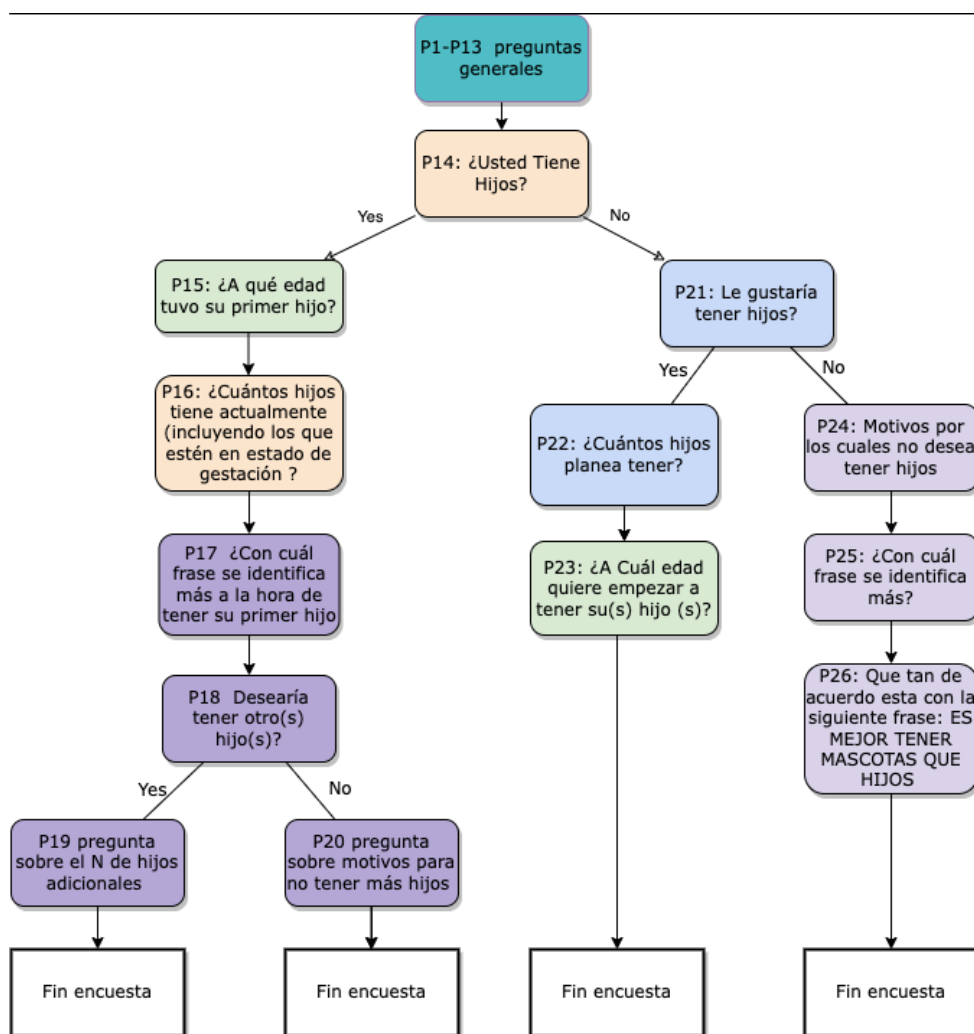 P1-P13 preguntas
generales
P14: ¿Usted Tiene
Hijos?
Yes
No
P15: ¿A qué edad
tuvo su primer hijo?
P21: Le gustaría
tener hijos?
P16: ¿Cuántos hijos
tiene actualmente
(incluyendo los que
estén en estado de
gestación ?
Yes
No
P22: ¿Cuántos hijos
planea tener?
P24: Motivos por
los cuales no desea
tener hijos
P17 ¿Con cuál
frase se identifica
más a la hora de
tener su primer hijo
P23: ¿A Cuál edad
quiere empezar a
tener su(s) hijo (s)?
P25: ¿Con cuál
frase se identifica
más?
P18 Desearía
tener otro(s)
hijo(s)?
P26: Que tan de
acuerdo esta con la
siguiente frase: ES
MEJOR TENER
MASCOTAS QUE
HIJOS
Yes
No
P19 pregunta
sobre el N de hijos
adicionales
P20 pregunta
sobre motivos para
no tener más hijos
Fin encuesta
Fin encuesta
Fin encuesta
Fin encuesta